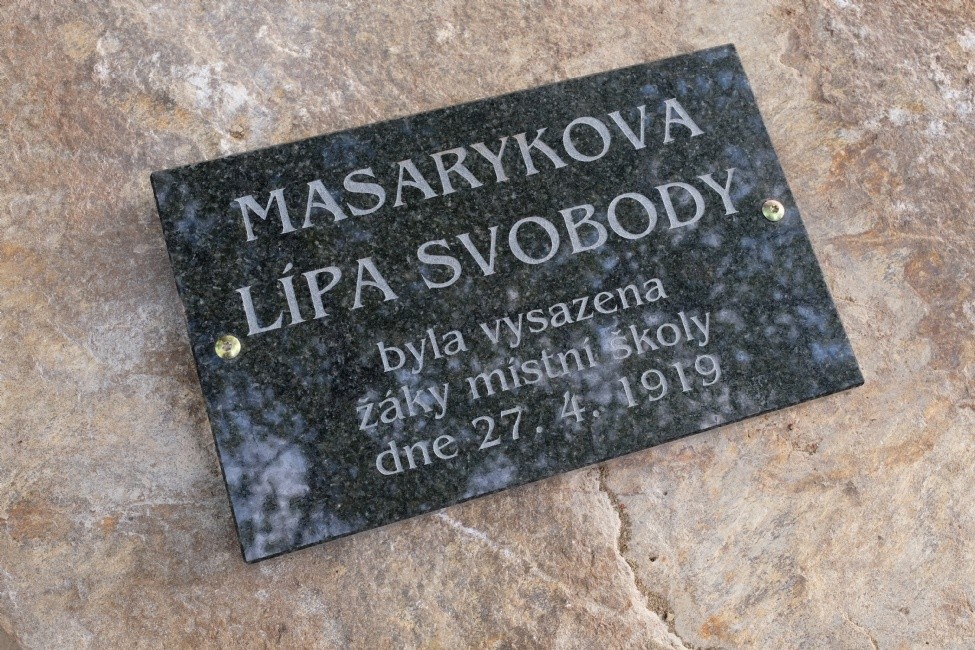 MASARYKOVA
LÍPA SVOBODY
byla vysazena
žáky místní školy
dne 27. 4. 1919